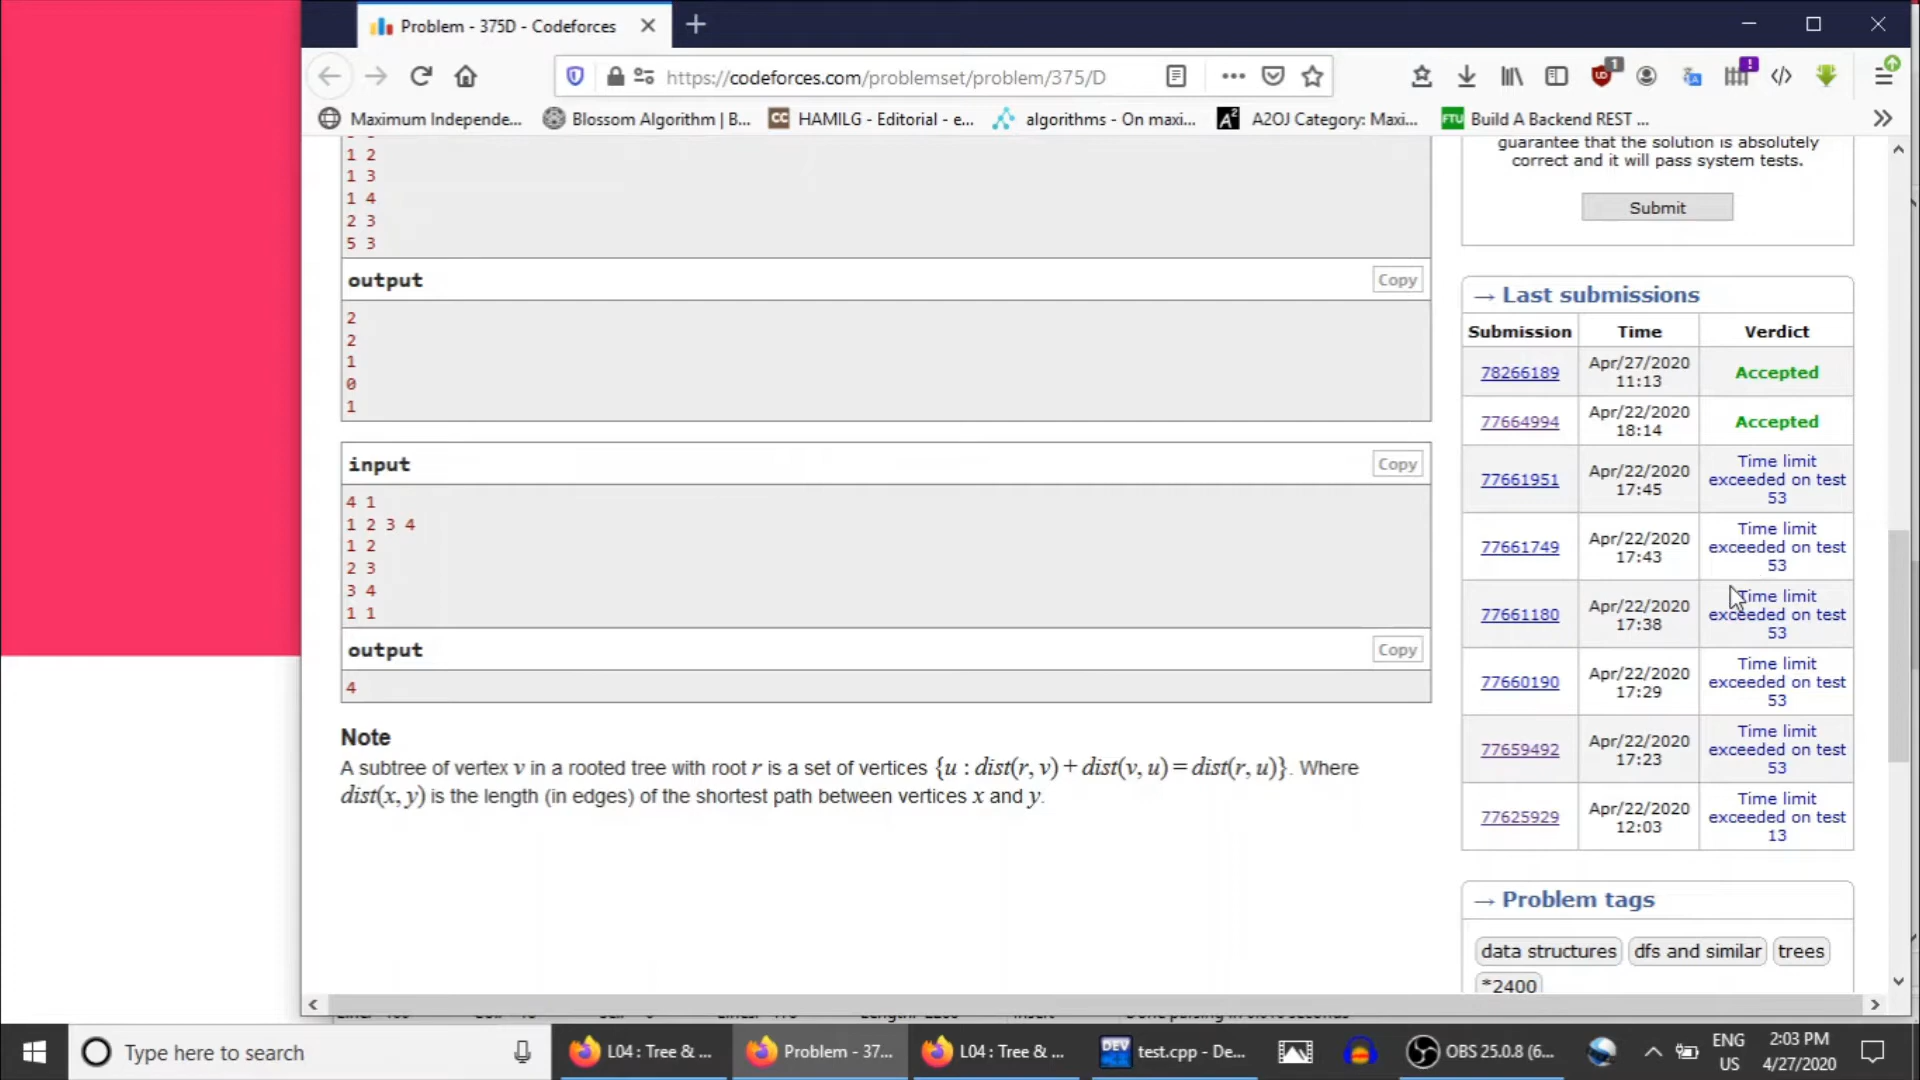 Problem - 375D - Codeforces
https://codeforces.com/problemset/problem/375/D
1
!
Maximum Independe...
Blossom Algorithm | B...
CC HAMILG - Editorial - e...
algorithms - On maxi...
A2OJ Category: Maxi...
FTU Build A Backend REST ...
1 2
1 3
1 4
2 3
5 3
output
Copy
2
2
1
0
1
input
Copy
4 1
1 2 3 4
1 2
2 3
3 4
1 1
output
Copy
4
Note
A subtree of vertex v in a rooted tree with root r is a set of vertices {u : dist(r, v) + dist(v, u) = dist(r, u)}. Where
dist(x, y) is the length (in edges) of the shortest path between vertices x and y.
guarantee that the solution is absolutely
correct and it will pass system tests.
Submit
→ Last submissions
Submission Time Verdict
78266189 Apr/27/2020 11:13 Accepted
77664994 Apr/22/2020 18:14 Accepted
77661951 Apr/22/2020 17:45 Time limit exceeded on test 53
77661749 Apr/22/2020 17:43 Time limit exceeded on test 53
77661180 Apr/22/2020 17:38 Time limit exceeded on test 53
77660190 Apr/22/2020 17:29 Time limit exceeded on test 53
77659492 Apr/22/2020 17:23 Time limit exceeded on test 53
77625929 Apr/22/2020 12:03 Time limit exceeded on test 13
→ Problem tags
data structures
dfs and similar
trees
*2400
Type here to search
L04 : Tree & ...
Problem - 37...
L04 : Tree & ...
DEV test.cpp - De...
OBS 25.0.8 (6...
ENG
US
2:03 PM
4/27/2020